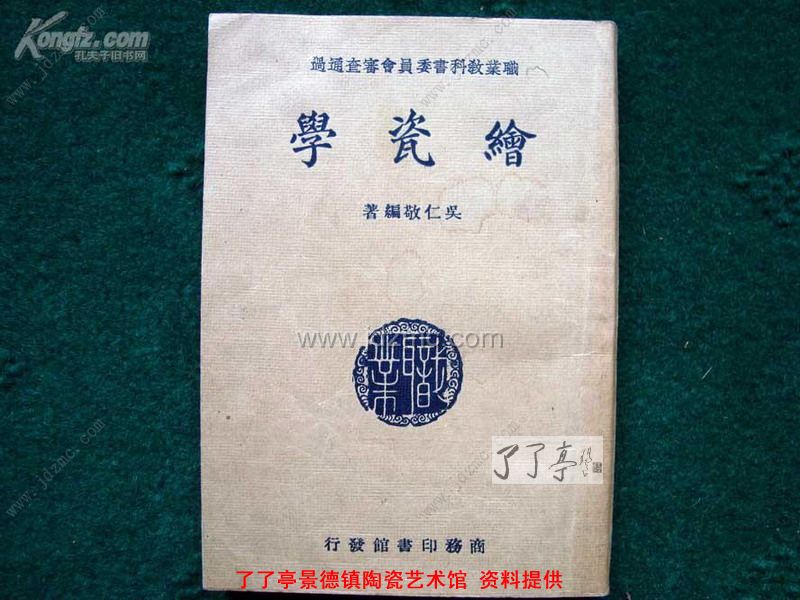 Kongfz.com
孔夫子旧书网
職業教科書委員會審查通過
繪瓷學
吳仁敬編著
www.jdzmc.com
職業
了了亭
商務印書館發行
了了亭景德镇陶瓷艺术馆 资料提供